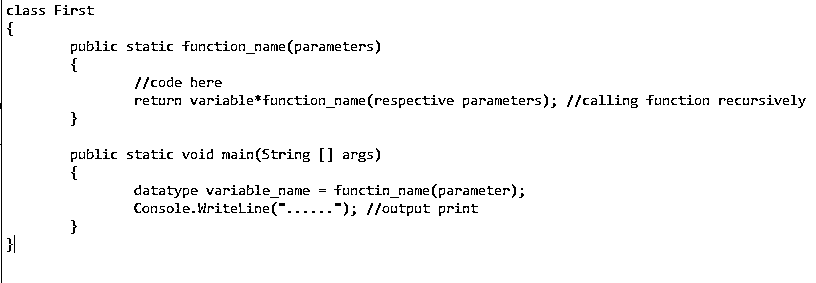 class First
{
public static function_name(parameters)
{
//code here
return variable*function_name(respective parameters); //calling function recursively
}
public static void main(String [] args)
{
datatype variable_name = functin_name(parameter);
Console.WriteLine("......"); //output print
}
}